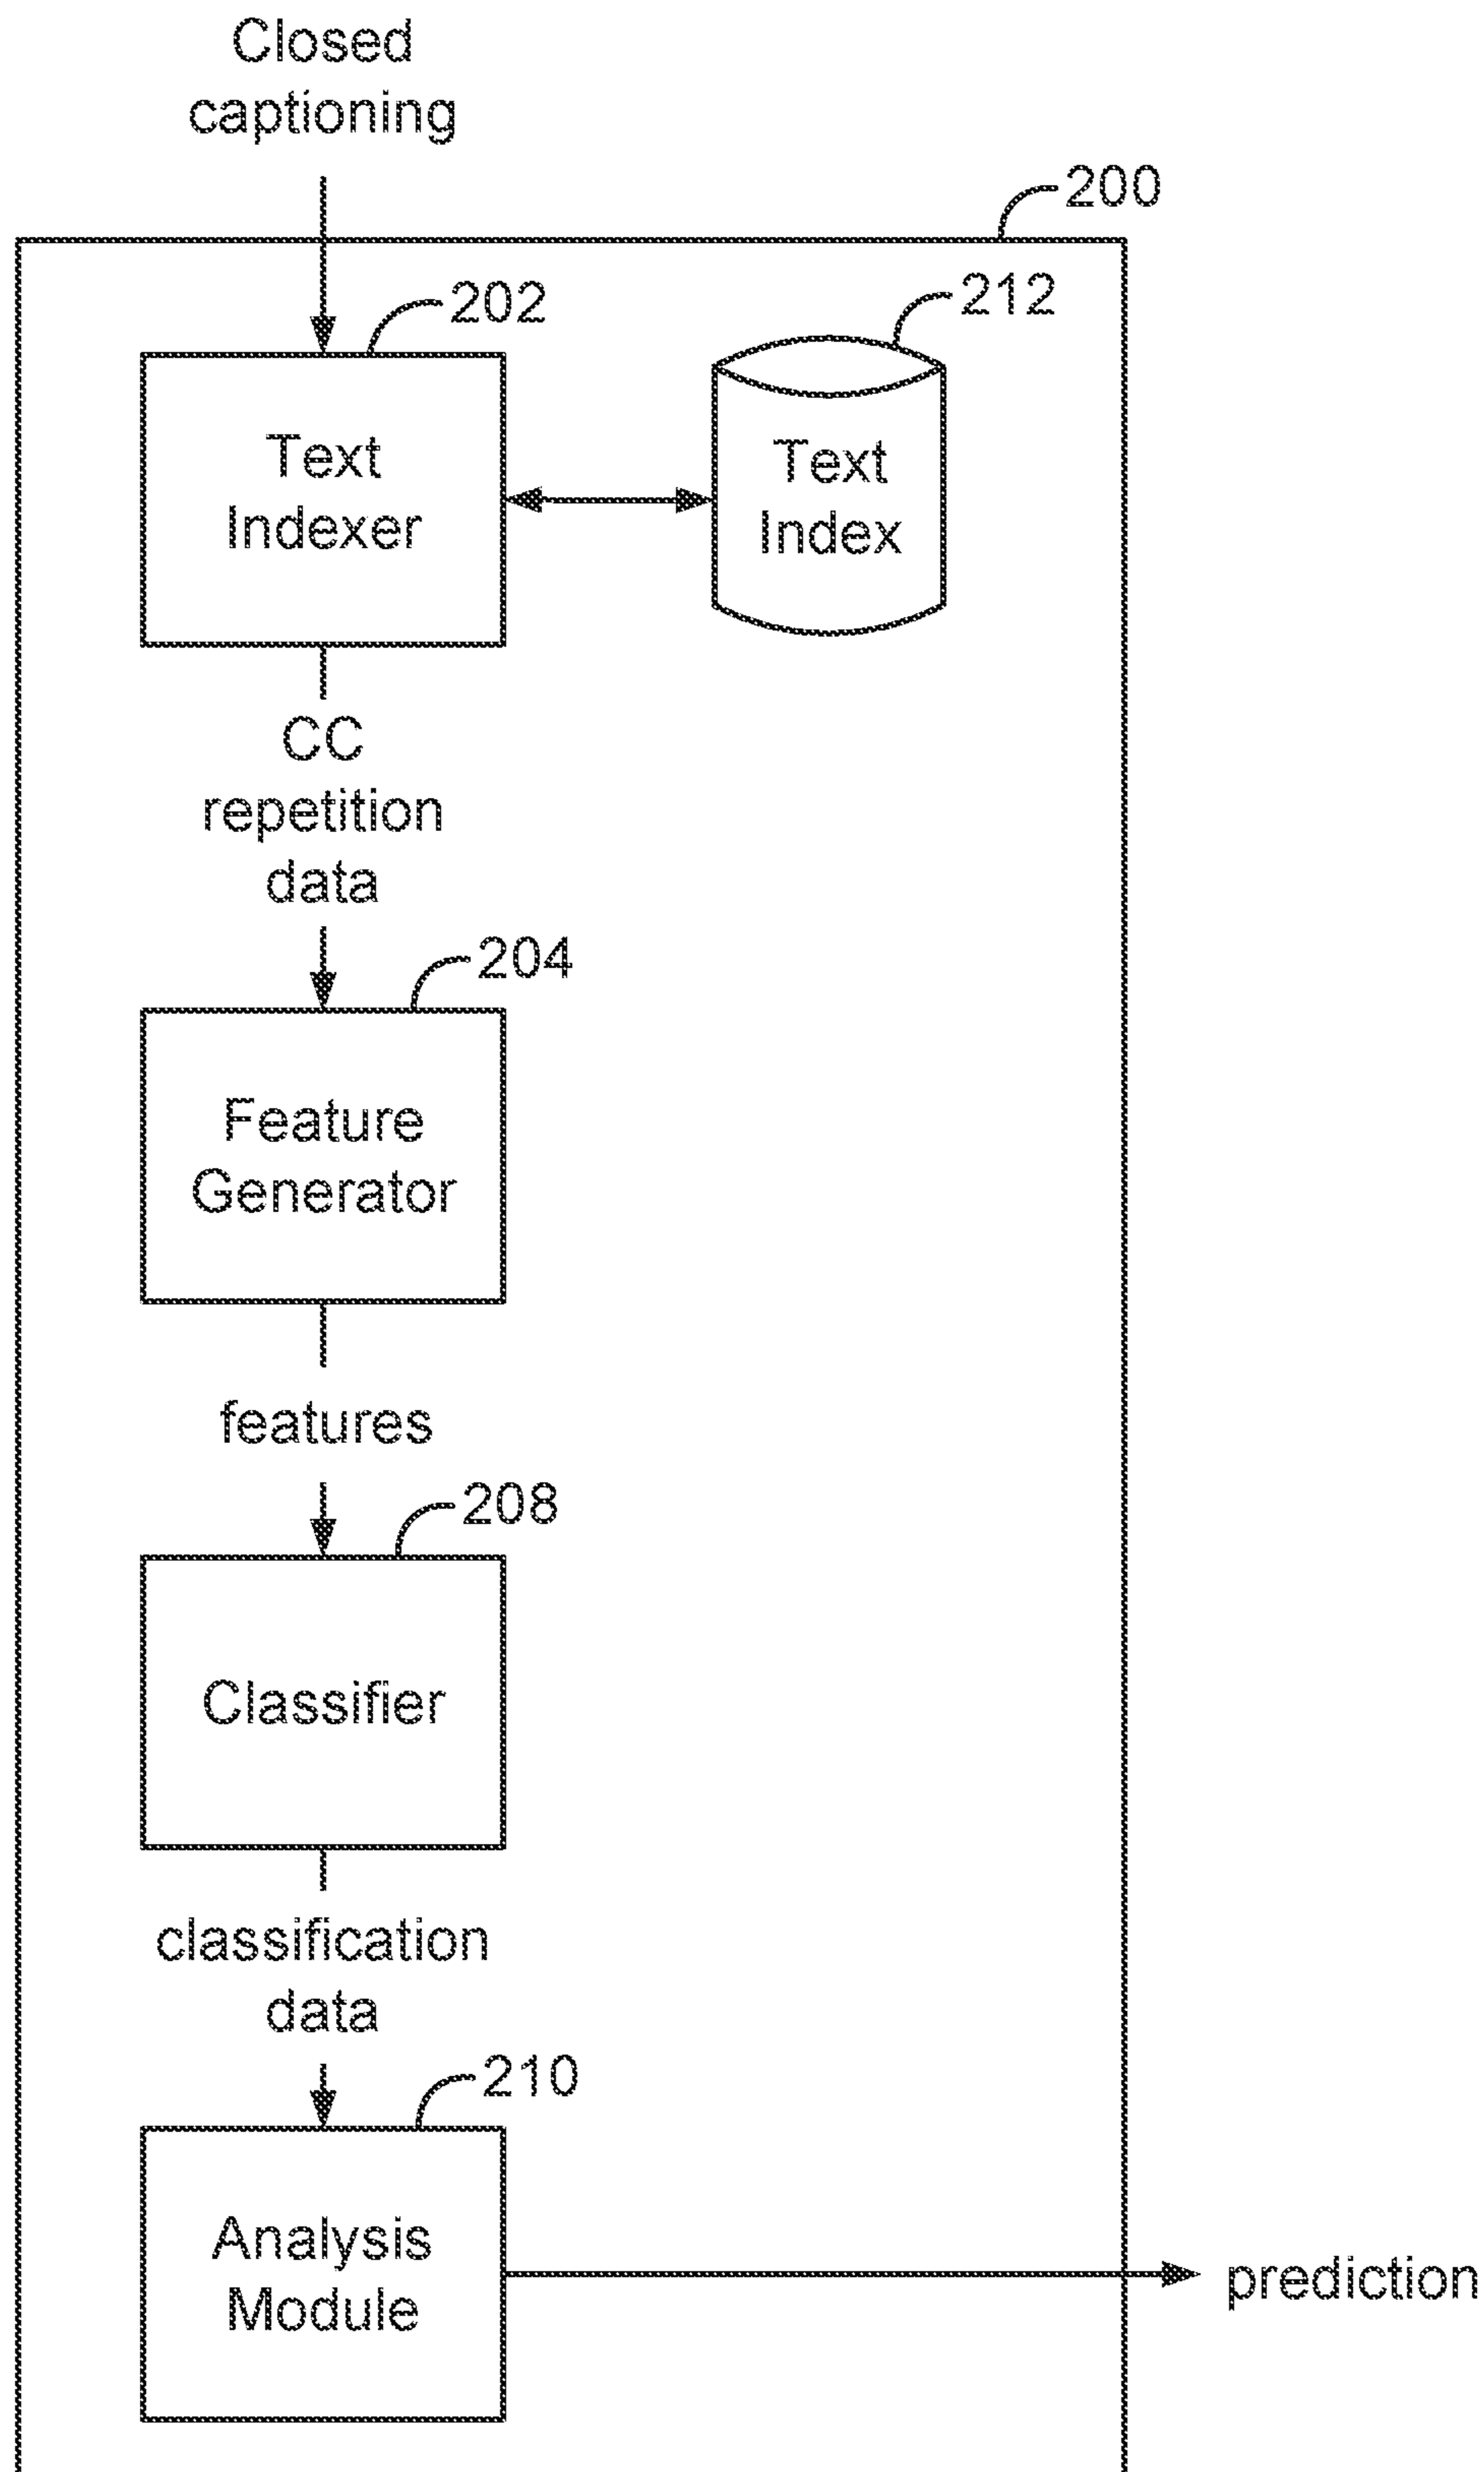 Closed
captioning
200
202
212
Text
Indexer
Text
Index
CC
repetition
data
204
Feature
Generator
features
208
Classifier
classification
data
210
Analysis
Module
prediction